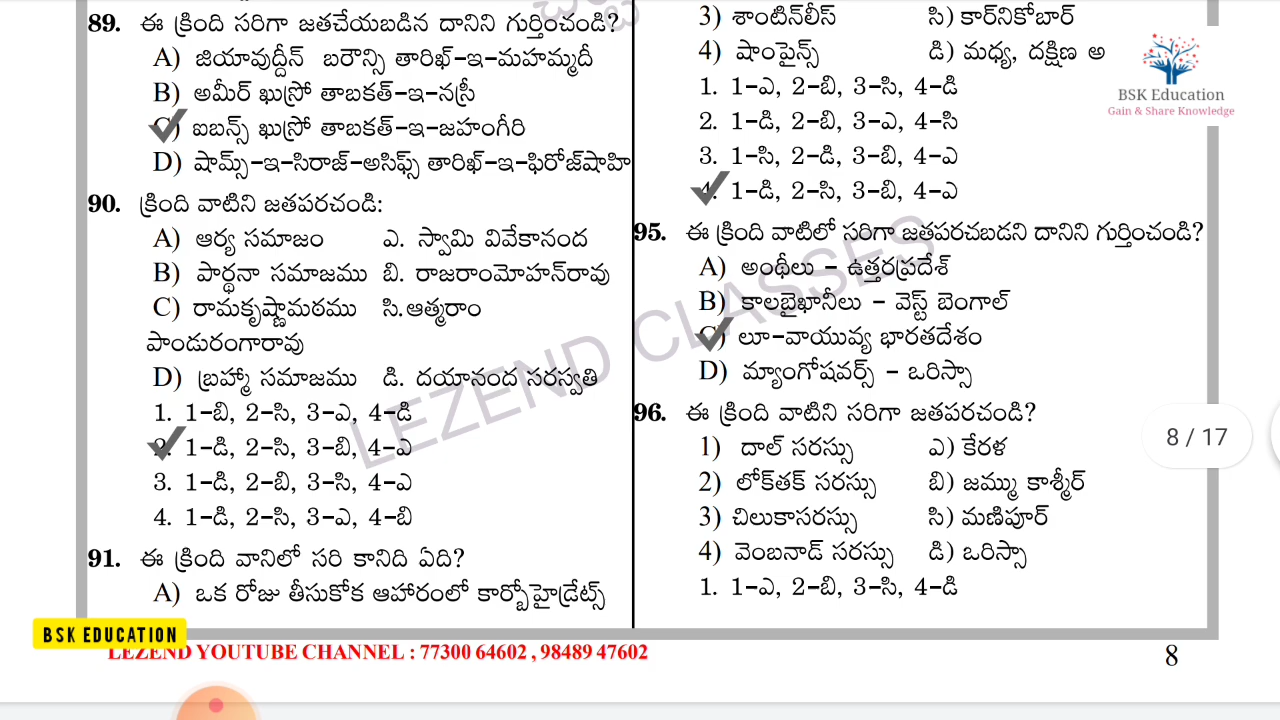 89. ఈ క్రింది సరిగా జతచేయబడిన దానిని గుర్తించండి?
A) జియావుద్దీన్ బరౌన్సి తారిఖ్-ఇ-మహమ్మదీ
B) అమీర్ ఖుస్రో తాబకత్-ఇ-నస్రీ
C) ఐబన్స్ ఖుస్రో తాబకత్-ఇ-జహంగీరి
D) షామ్స్-ఇ-సిరాజ్-అసిఫ్స్ తారిఖ్-ఇ-ఫిరోజ్‌షాహి
90. క్రింది వాటిని జతపరచండి:
A) ఆర్య సమాజం ఎ. స్వామి వివేకానంద
B) పార్థనా సమాజము బి. రాజరాంమోహన్‌రావు
C) రామకృష్ణామఠము సి.ఆత్మరాం
పాండురంగారావు
D) బ్రహ్మా సమాజము డి. దయానంద సరస్వతి
1. 1-బి, 2-సి, 3-ఎ, 4-డి
2. 1-డి, 2-సి, 3-బి, 4-ఎ
3. 1-డి, 2-బి, 3-సి, 4-ఎ
4. 1-డి, 2-సి, 3-ఎ, 4-బి
91. ఈ క్రింది వానిలో సరి కానిది ఏది?
A) ఒక రోజు తీసుకోక ఆహారంలో కార్బోహైడ్రేట్స్
3) శాంటిన్‌లీస్ సి) కార్‌నికోబార్
4) షాంపైన్స్ డి) మధ్య, దక్షిణ అ
1. 1-ఎ, 2-బి, 3-సి, 4-డి
2. 1-డి, 2-బి, 3-ఎ, 4-సి
3. 1-సి, 2-డి, 3-బి, 4-ఎ
4. 1-డి, 2-సి, 3-బి, 4-ఎ
95. ఈ క్రింది వాటిలో సరిగా జతపరచబడని దానిని గుర్తించండి?
A) అంథీలు - ఉత్తరప్రదేశ్
B) కాలబైఖానీలు - వెస్ట్ బెంగాల్
C) లూ-వాయువ్య భారతదేశం
D) మ్యాంగోషవర్స్ - ఒరిస్సా
96. ఈ క్రింది వాటిని సరిగా జతపరచండి?
1) దాల్ సరస్సు ఎ) కేరళ
2) లోక్‌తక్ సరస్సు బి) జమ్ము కాశ్మీర్
3) చిలుకాసరస్సు సి) మణిపూర్
4) వెంబనాడ్ సరస్సు డి) ఒరిస్సా
1. 1-ఎ, 2-బి, 3-సి, 4-డి
LEZEND CLASSES
BSK Education
Gain & Share Knowledge
8 / 17
BSK EDUCATION
LEZEND YOUTUBE CHANNEL : 77300 64602 , 98489 47602
8